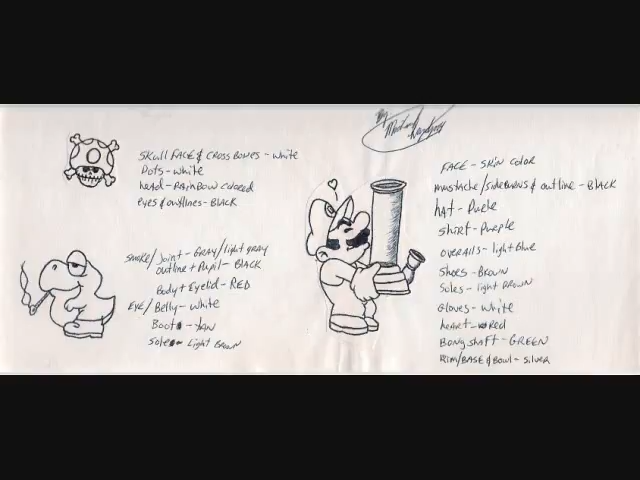 By
SKULL FACE & CROSS BONES - White
DOTS - White
head - RAINBOW COLORED
eyes & outlines - BLACK
Smoke/Joint - GRAY/light gray
outline + Pupil - BLACK
Body + Eyelid - RED
Eye/Belly - White
Boots - TAN
Soles - Light BROWN
FACE - SKIN COLOR
mustache/sideburns & outline - BLACK
hAt - Purple
shirt - Purple
overalls - light Blue
Shoes - BROWN
Soles - light BROWN
Gloves - White
heart - Red
Bong shaft - GREEN
Rim/BASE & Bowl - SILVER